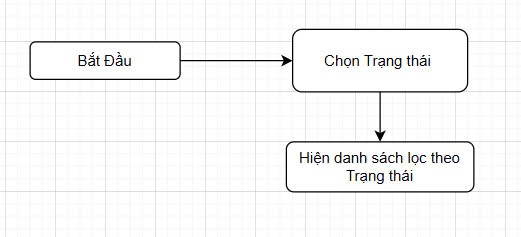 Bắt Đầu
Chọn Trạng thái
Hiện danh sách lọc theo
Trạng thái